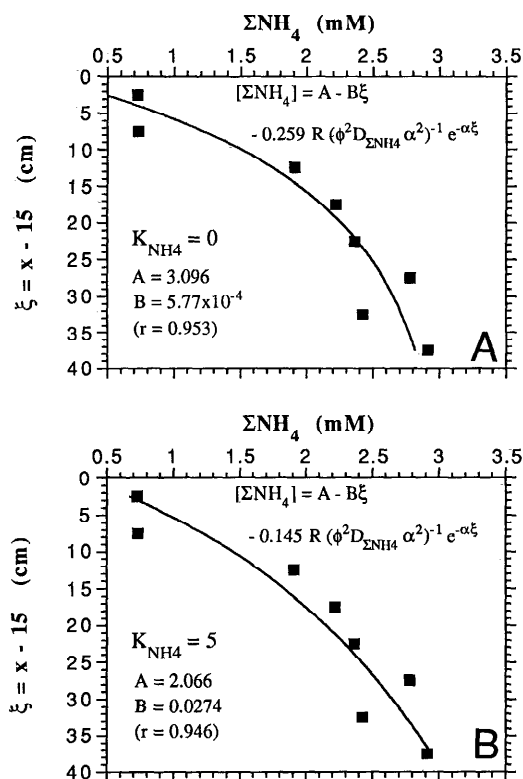 ΣNH₄ (mM)
0.5 1 1.5 2 2.5 3 3.5
0
5
10
15
20
25
30
35
40
ξ = x - 15 (cm)
[ΣNH₄] = A - Bξ
- 0.259 R (ϕ²D_ΣNH4 α²)⁻¹ e^-αξ
K_NH4 = 0
A = 3.096
B = 5.77x10⁻⁴
(r = 0.953)
A
ΣNH₄ (mM)
0.5 1 1.5 2 2.5 3 3.5
0
5
10
15
20
25
30
35
40
ξ = x - 15 (cm)
[ΣNH₄] = A - Bξ
- 0.145 R (ϕ²D_ΣNH4 α²)⁻¹ e^-αξ
K_NH4 = 5
A = 2.066
B = 0.0274
(r = 0.946)
B